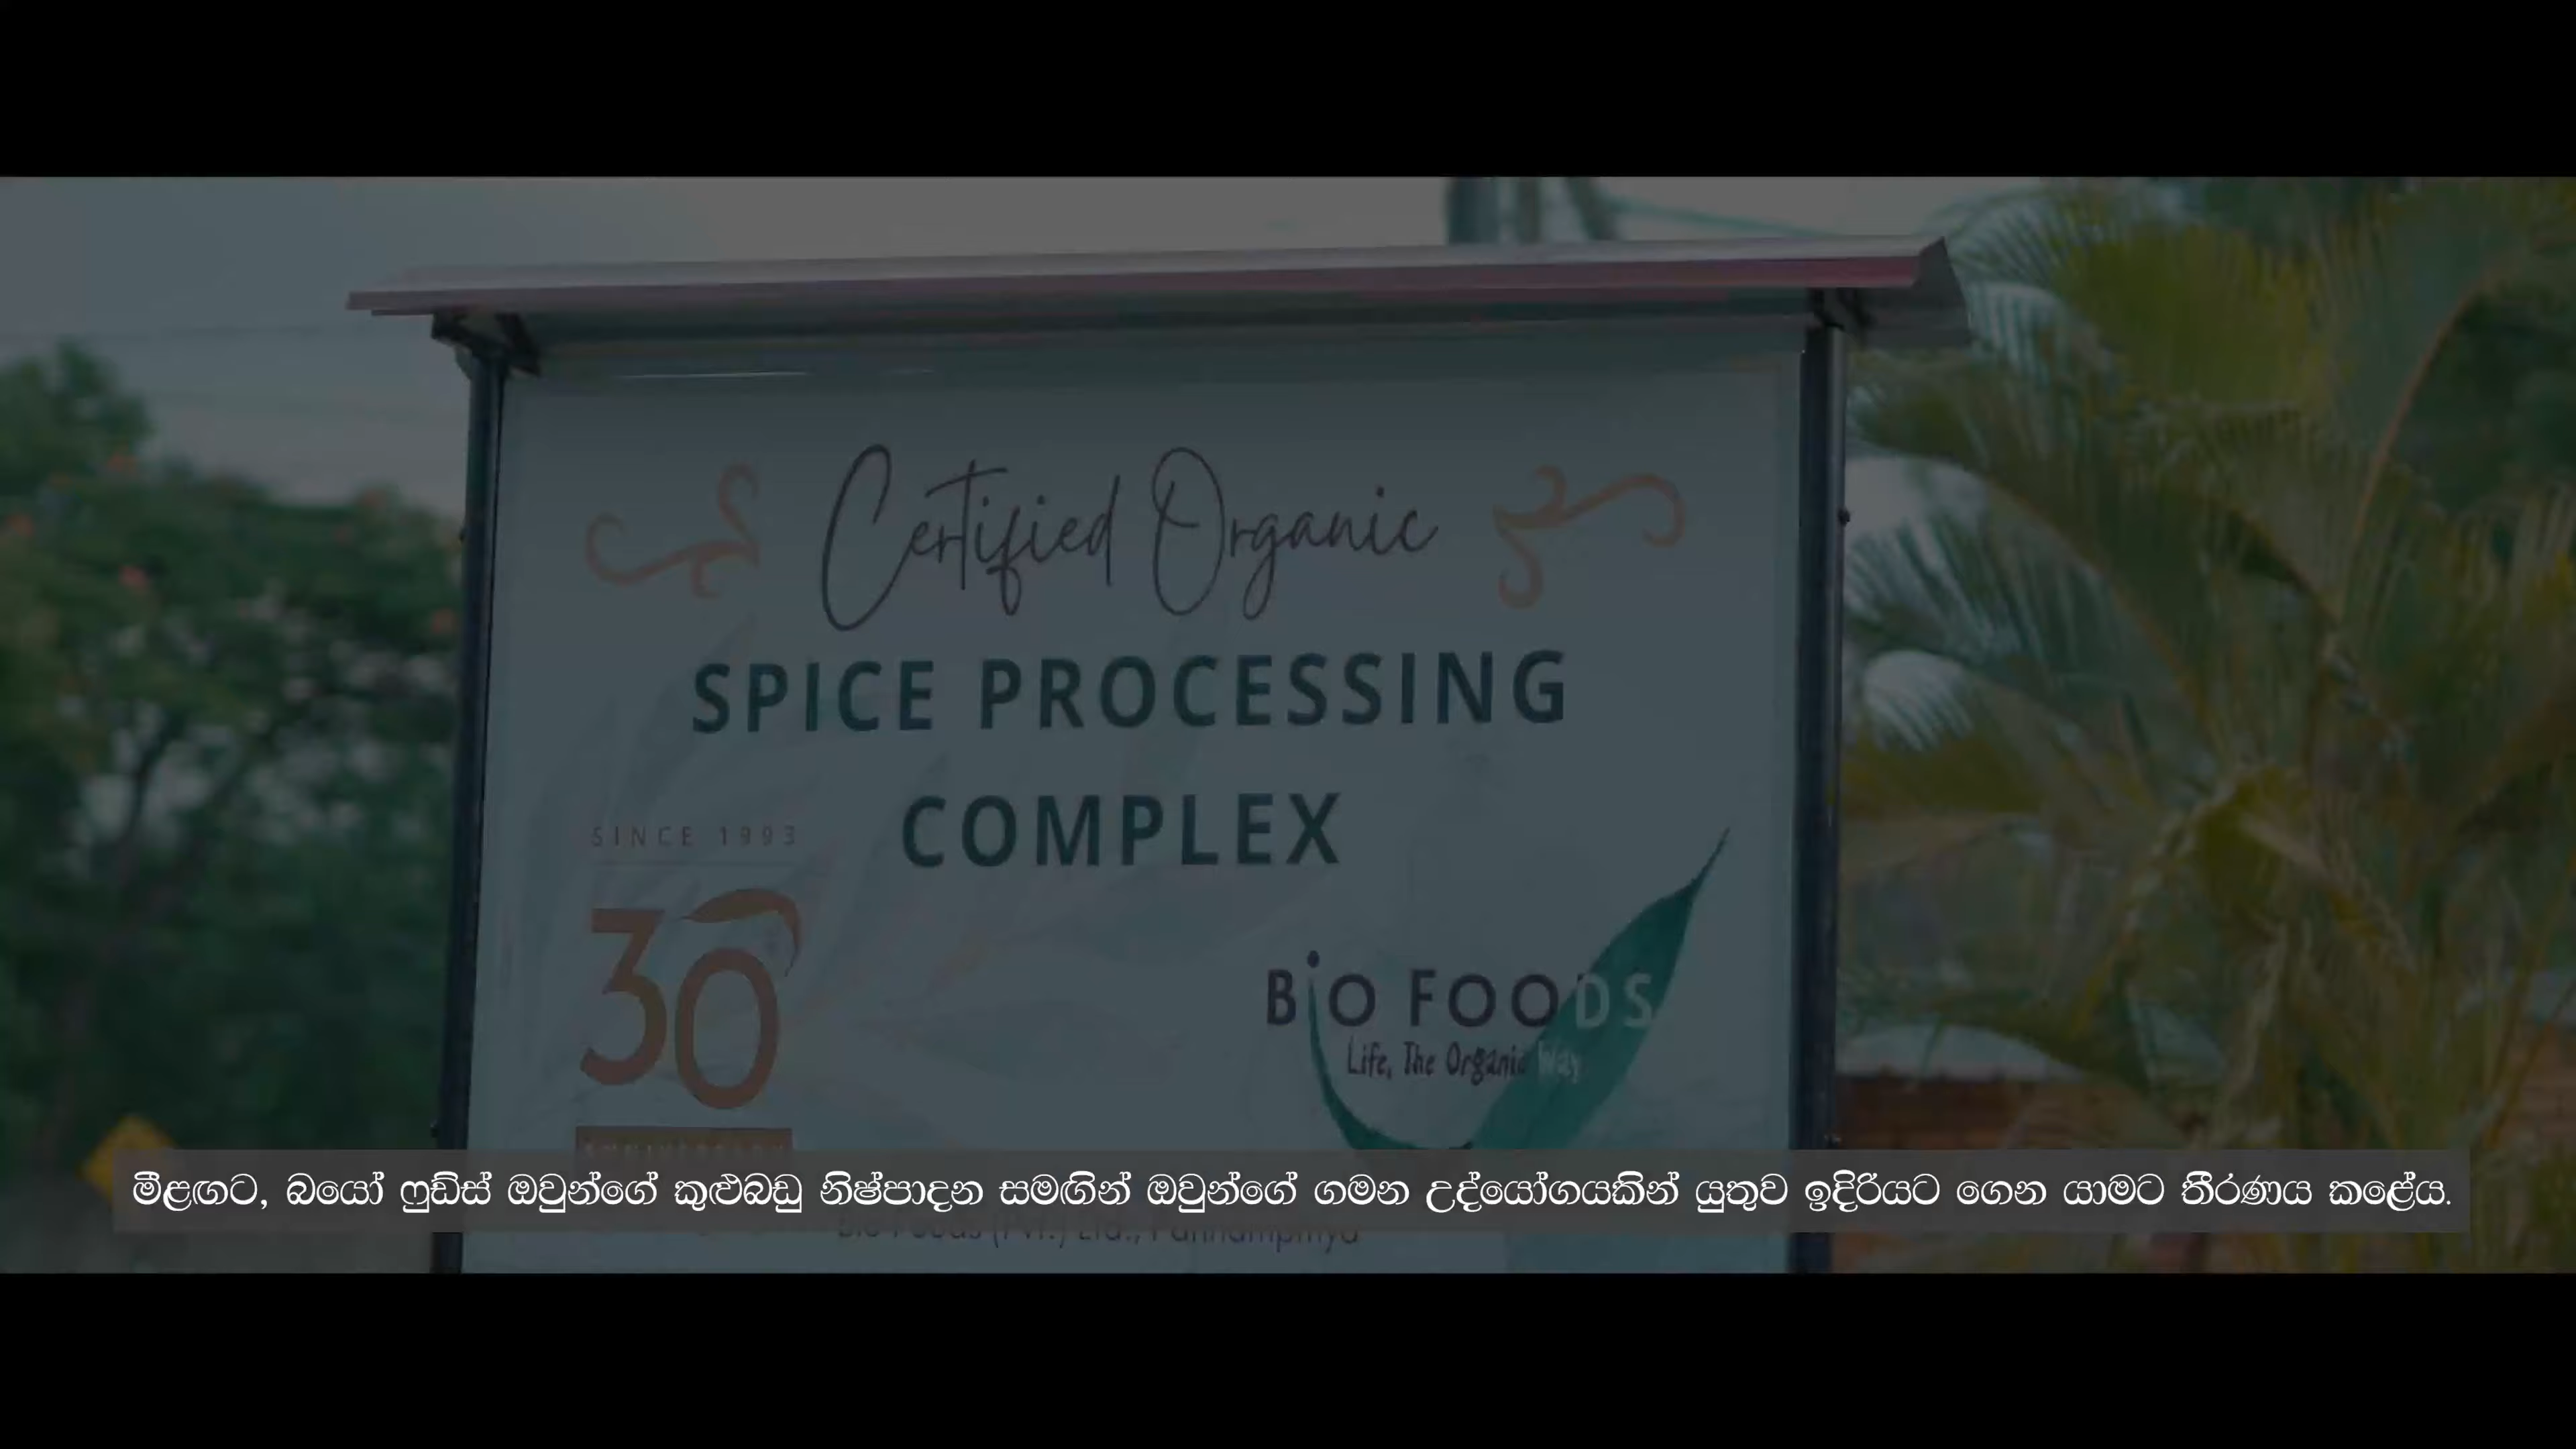 Certified Organic
SPICE PROCESSING
COMPLEX
SINCE 1993
30
BiO FOODS
Life, The Organic Way
මීළඟට, බයෝ ෆුඩ්ස් ඔවුන්ගේ කුළුබඩු නිෂ්පාදන සමඟින් ඔවුන්ගේ ගමන උද්යෝගයකින් යුතුව ඉදිරියට ගෙන යාමට තීරණය කළේය.